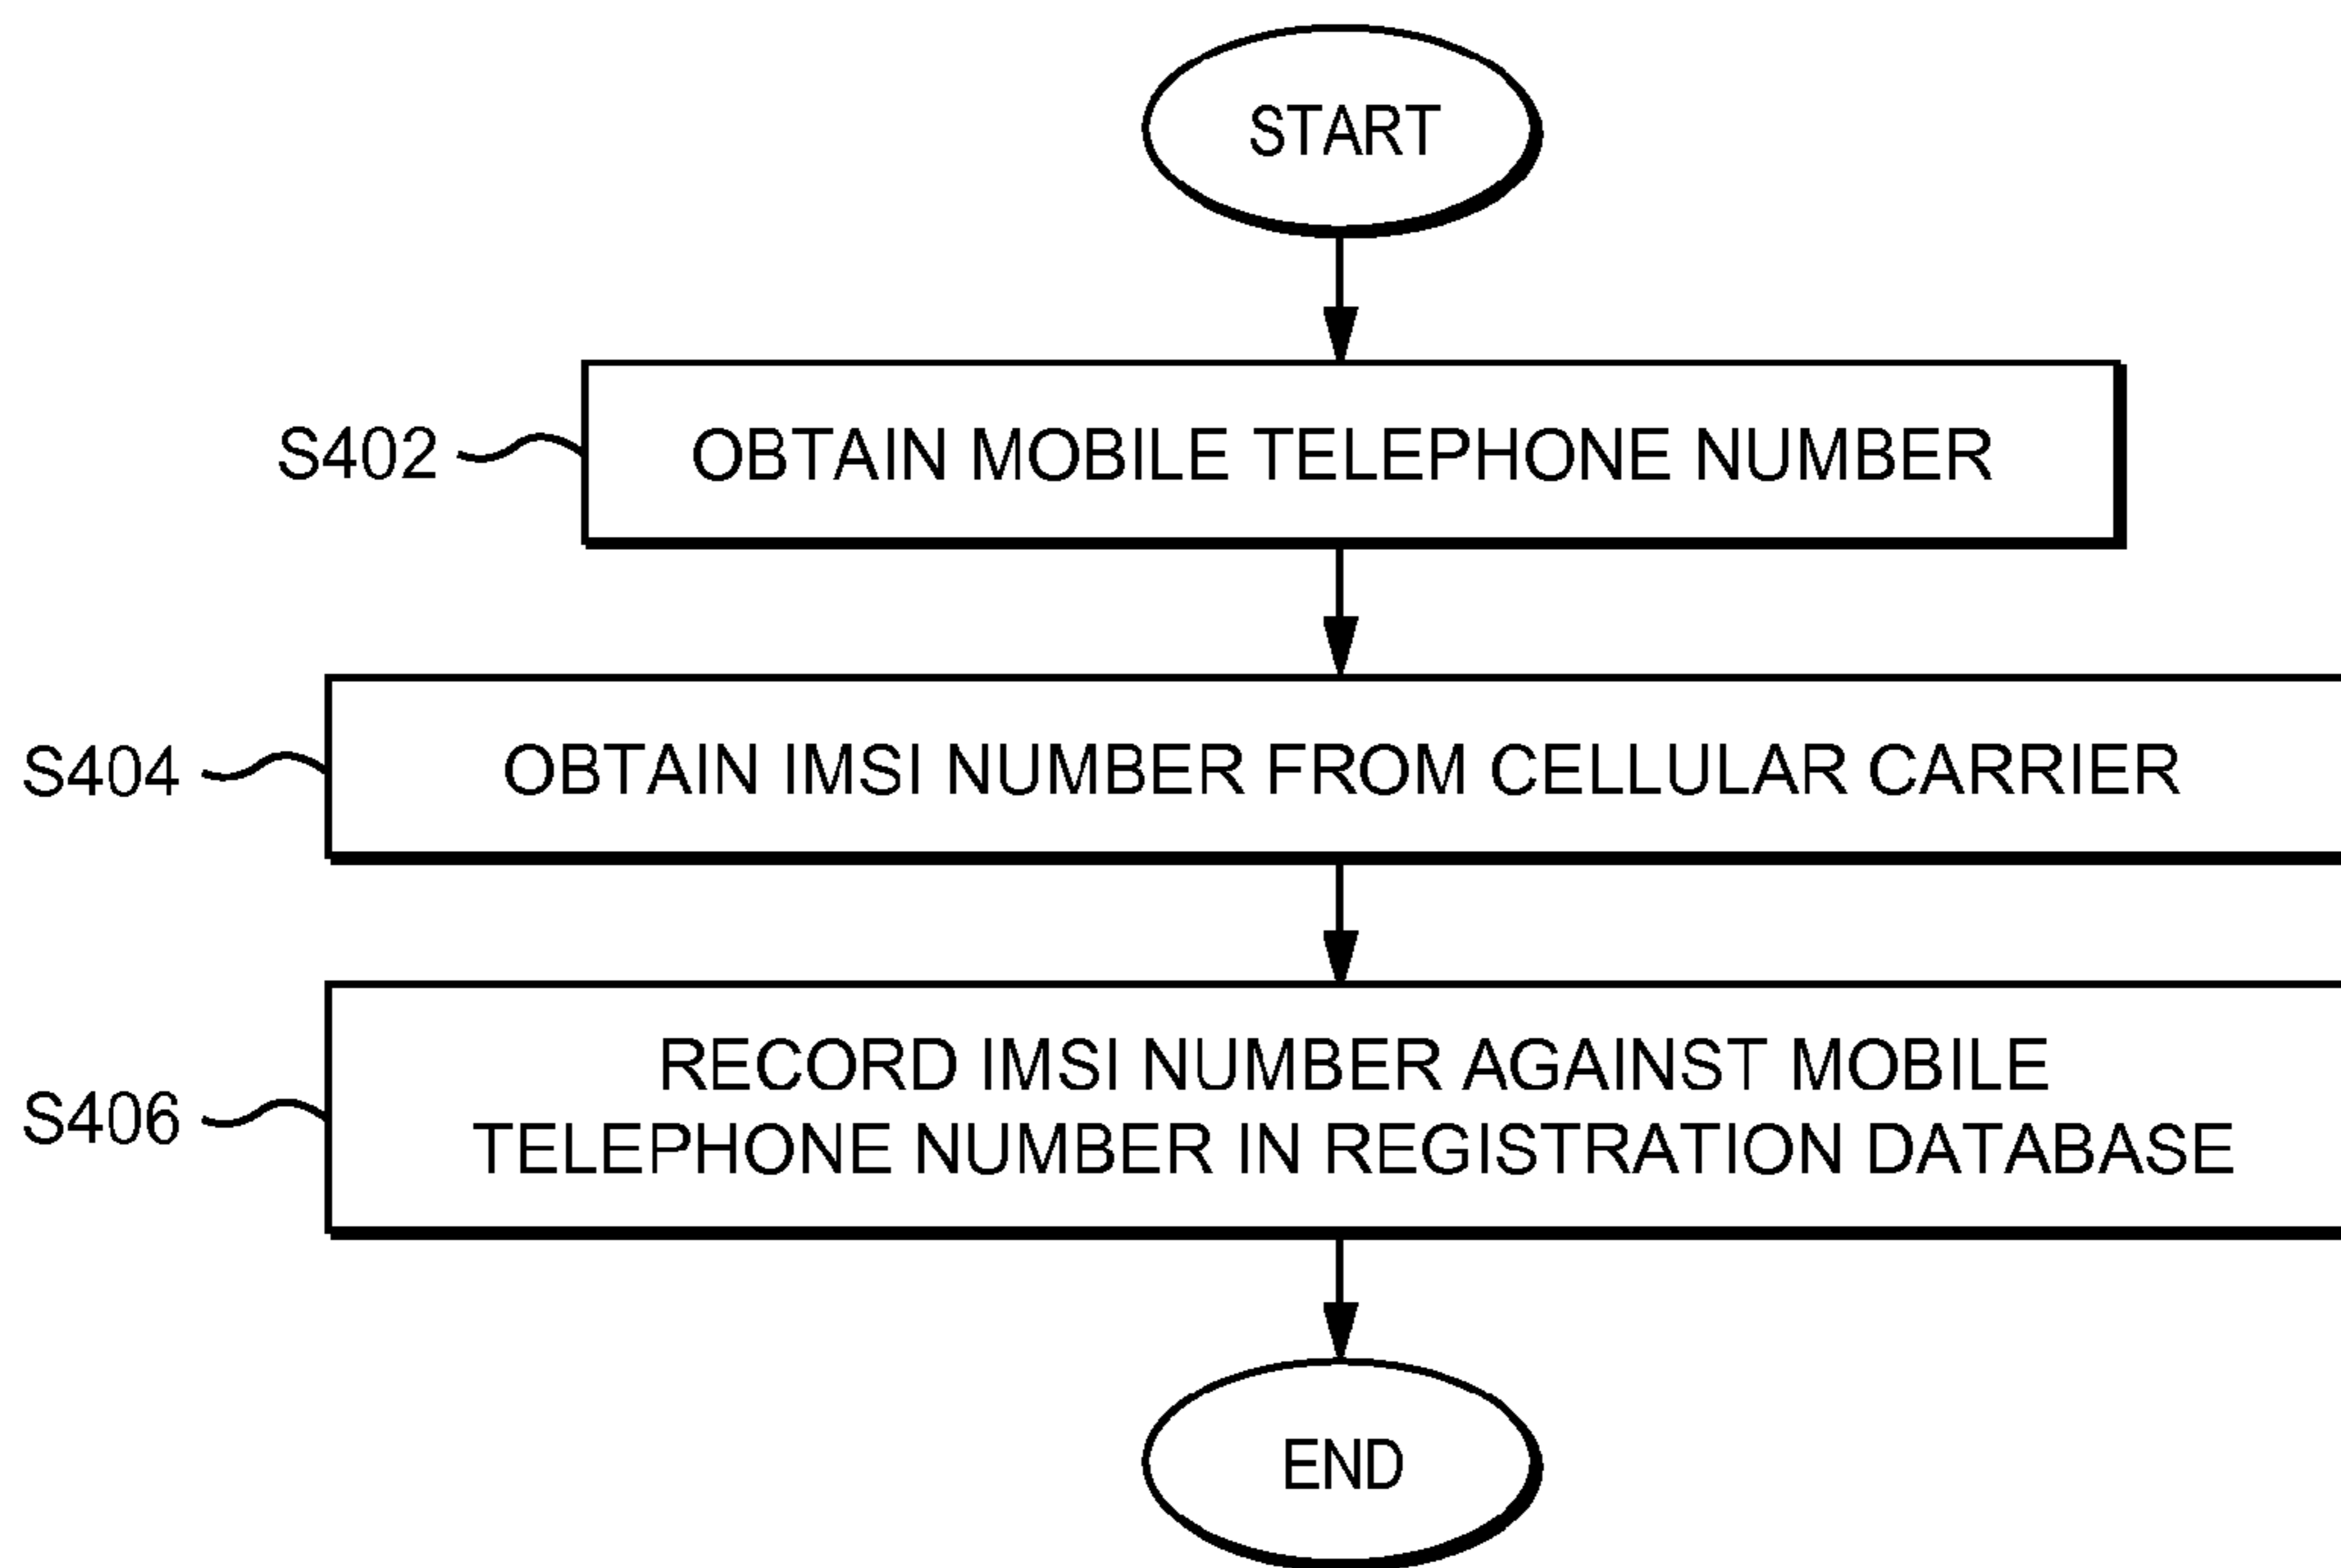 START
S402
OBTAIN MOBILE TELEPHONE NUMBER
S404
OBTAIN IMSI NUMBER FROM CELLULAR CARRIER
S406
RECORD IMSI NUMBER AGAINST MOBILE
TELEPHONE NUMBER IN REGISTRATION DATABASE
END